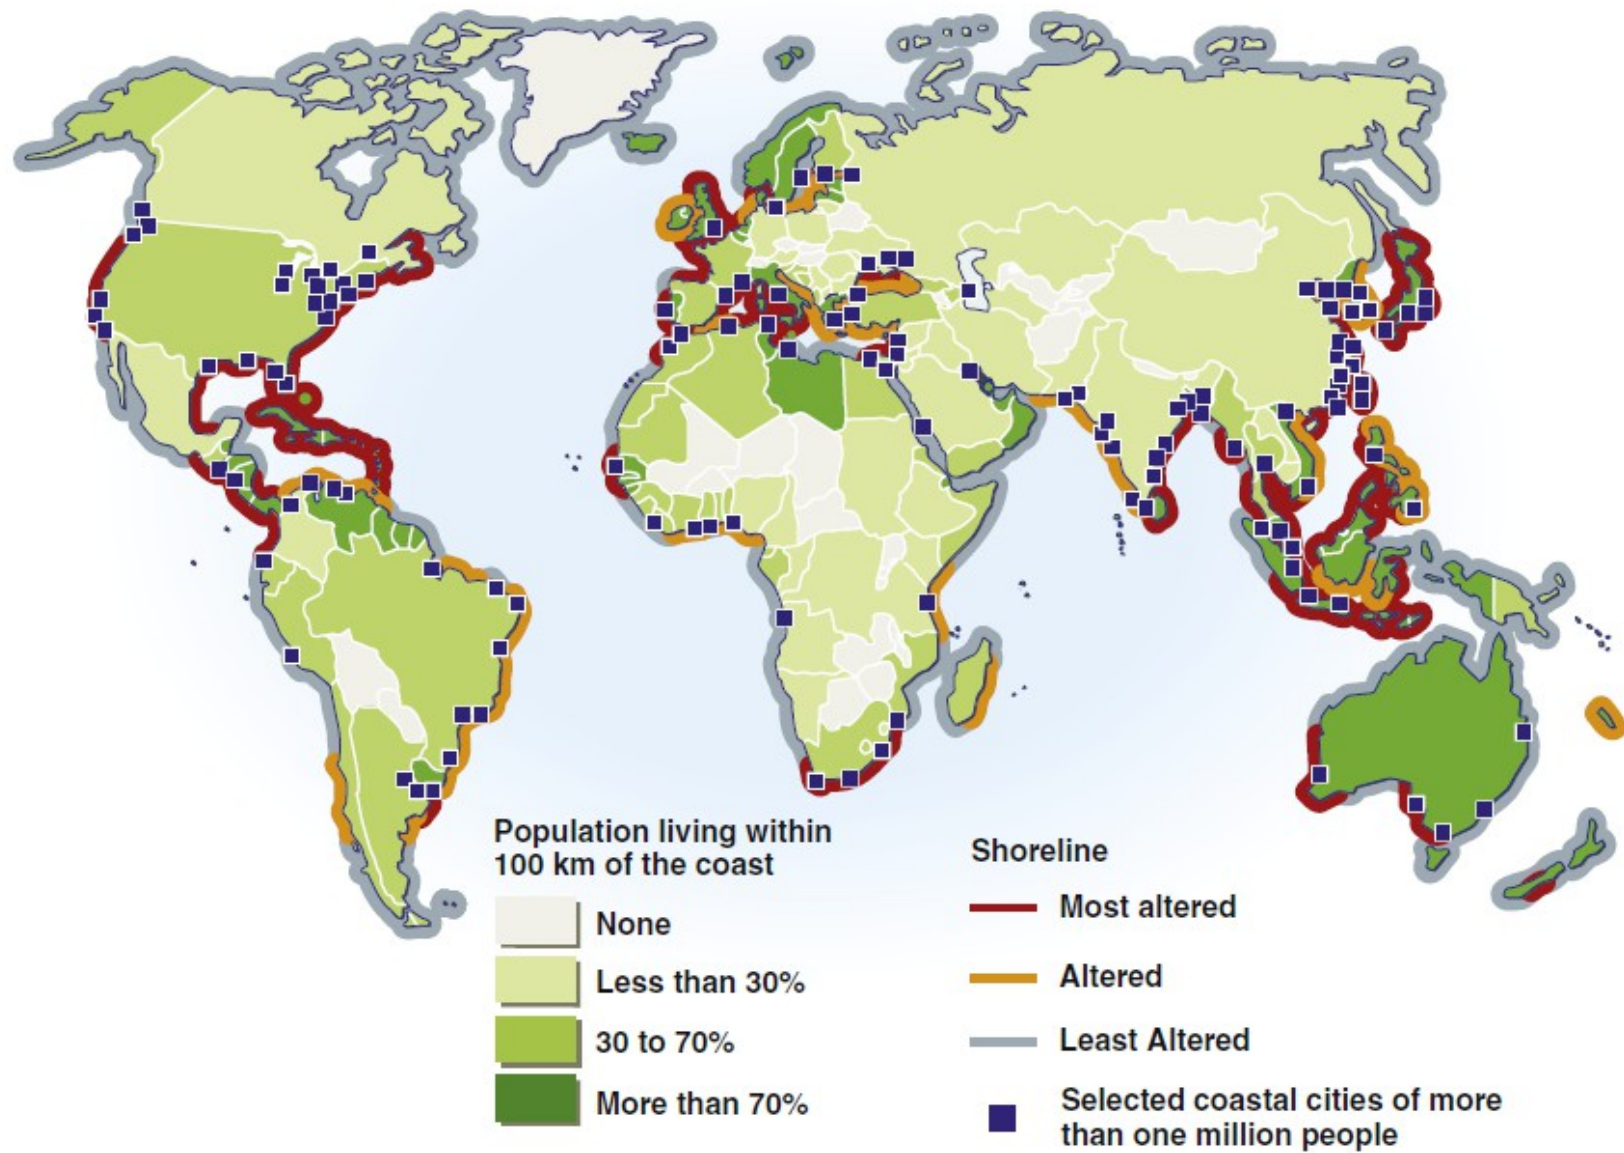 Population living within
100 km of the coast
None
Less than 30%
30 to 70%
More than 70%
Shoreline
Most altered
Altered
Least Altered
Selected coastal cities of more
than one million people